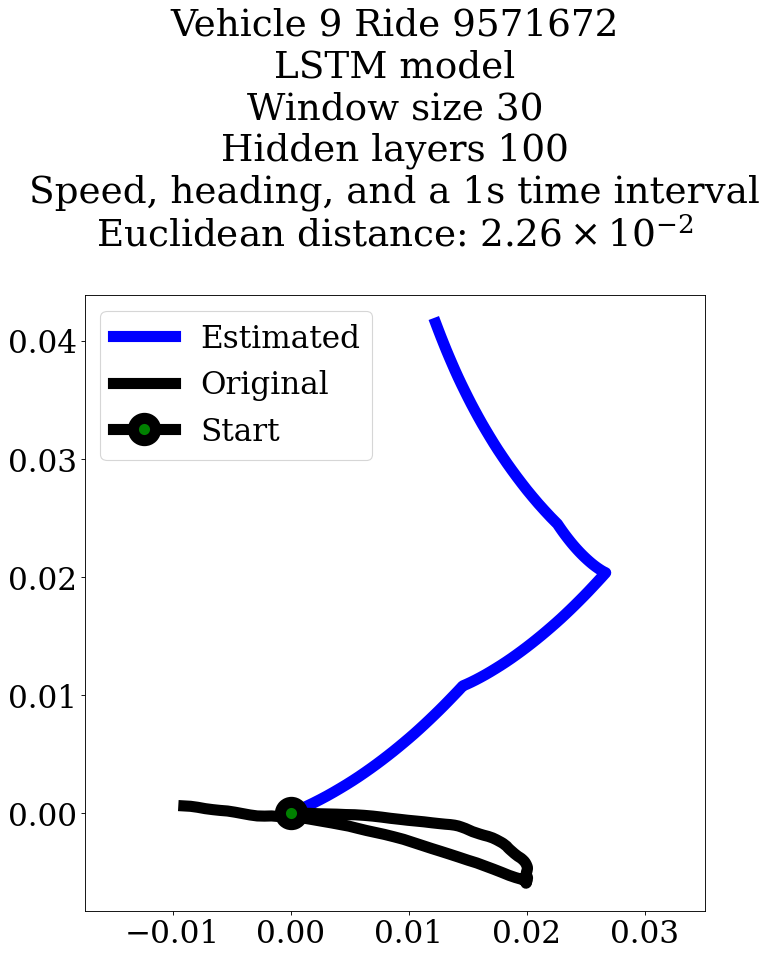 Vehicle 9 Ride 9571672
LSTM model
Window size 30
Hidden layers 100
Speed, heading, and a 1s time interval
Euclidean distance: 2.26 × 10⁻²
Estimated
Original
Start
0.04
0.03
0.02
0.01
0.00
−0.01 0.00 0.01 0.02 0.03